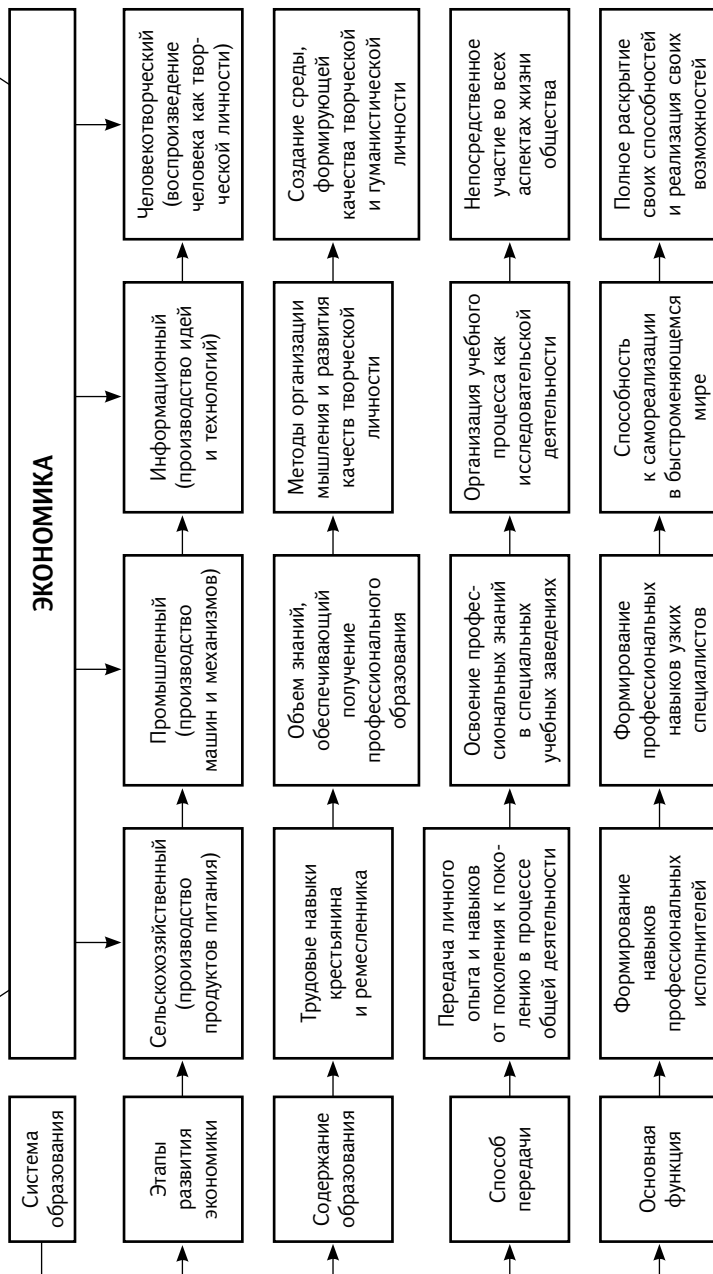 ЭКОНОМИКА
Система
образования
Этапы
развития
экономики
Сельскохозяйственный
(производство
продуктов питания)
Промышленный
(производство
машин и механизмов)
Информационный
(производство идей
и технологий)
Человекотворческий
(воспроизведение
человека как твор-
ческой личности)
Содержание
образования
Трудовые навыки
крестьянина
и ремесленника
Объем знаний,
обеспечивающий
получение
профессионального
образования
Методы организации
мышления и развития
качеств творческой
личности
Создание среды,
формирующей
качества творческой
и гуманистической
личности
Способ
передачи
Передача личного
опыта и навыков
от поколения к поко-
лению в процессе
общей деятельности
Освоение профес-
сиональных знаний
в специальных
учебных заведениях
Организация учебного
процесса как
исследовательской
деятельности
Непосредственное
участие во всех
аспектах жизни
общества
Основная
функция
Формирование
навыков
профессиональных
исполнителей
Формирование
профессиональных
навыков узких
специалистов
Способность
к самореализации
в быстроменяющемся
мире
Полное раскрытие
своих способностей
и реализация своих
возможностей